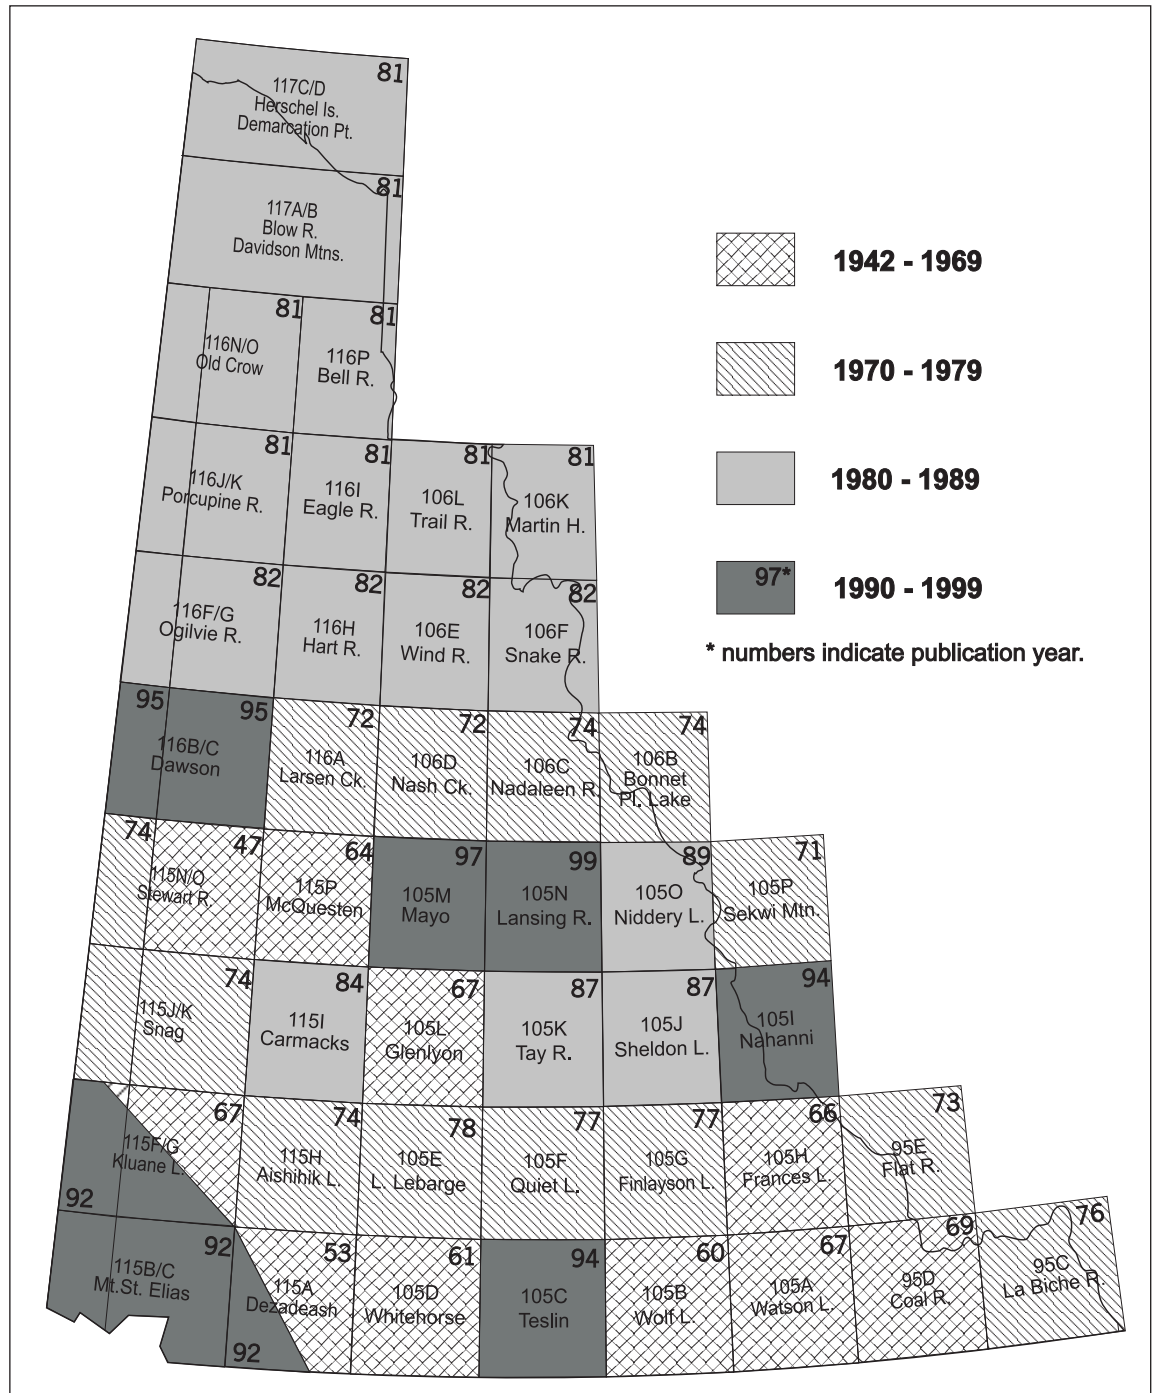 81
117C/D
Herschel Is.
Demarcation Pt.
81
117A/B
Blow R.
Davidson Mtns.
1942 - 1969
1970 - 1979
1980 - 1989
97*
1990 - 1999
* numbers indicate publication year.
81
116N/O
Old Crow
81
116P
Bell R.
81
116J/K
Porcupine R.
81
116I
Eagle R.
81
106L
Trail R.
81
106K
Martin H.
82
116F/G
Ogilvie R.
82
116H
Hart R.
82
106E
Wind R.
82
106F
Snake R.
95
95
116B/C
Dawson
72
116A
Larsen Ck.
72
106D
Nash Ck.
74
106C
Nadaleen R.
74
106B
Bonnet
Pl. Lake
74
47
115N/O
Stewart R.
64
115P
McQuesten
97
105M
Mayo
99
105N
Lansing R.
89
105O
Niddery L.
71
105P
Sekwi Mtn.
74
115J/K
Snag
84
115I
Carmacks
67
105L
Glenlyon
87
105K
Tay R.
87
105J
Sheldon L.
94
105I
Nahanni
67
115F/G
Kluane L.
92
74
115H
Aishihik L.
78
105E
L. Lebarge
77
105F
Quiet L.
77
105G
Finlayson L.
66
105H
Frances L.
73
95E
Flat R.
92
115B/C
Mt.St. Elias
53
115A
Dezadeash
92
61
105D
Whitehorse
94
105C
Teslin
60
105B
Wolf L.
67
105A
Watson L.
69
95D
Coal R.
76
95C
La Biche R.